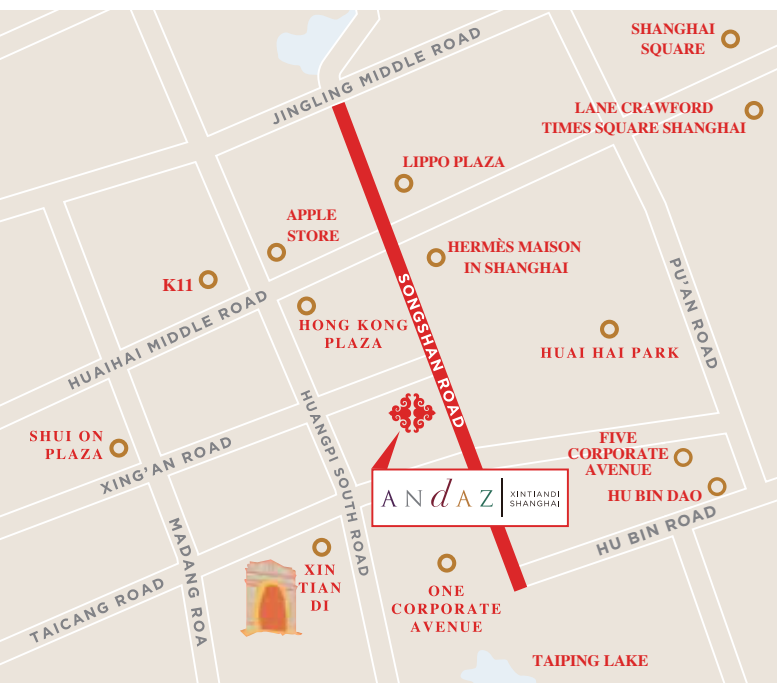 SHANGHAI
SQUARE
JINGLING MIDDLE ROAD
LANE CRAWFORD
TIMES SQUARE SHANGHAI
LIPPO PLAZA
APPLE
STORE
HERMÈS MAISON
IN SHANGHAI
K11
SONGSHAN ROAD
PU'AN ROAD
HUAIHAI MIDDLE ROAD
HONG KONG
PLAZA
HUAI HAI PARK
SHUI ON
PLAZA
XING'AN ROAD
HUANGPI SOUTH ROAD
FIVE
CORPORATE
AVENUE
HU BIN DAO
ANdAZ
XINTIANDI
SHANGHAI
HU BIN ROAD
MADANG ROA
TAICANG ROAD
XIN
TIAN
DI
ONE
CORPORATE
AVENUE
TAIPING LAKE